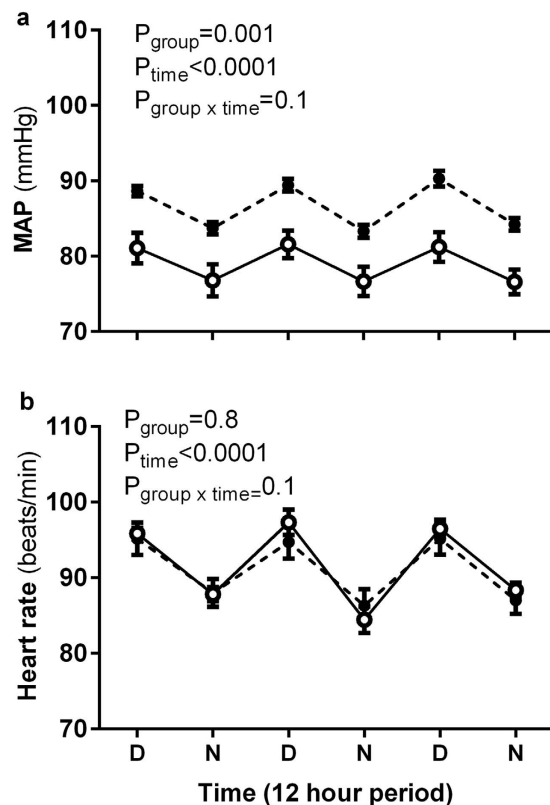 a
P group=0.001
P time<0.0001
P group x time=0.1
MAP (mmHg)
110
100
90
80
70
b
P group=0.8
P time<0.0001
P group x time=0.1
Heart rate (beats/min)
110
100
90
80
70
D N D N D N
Time (12 hour period)